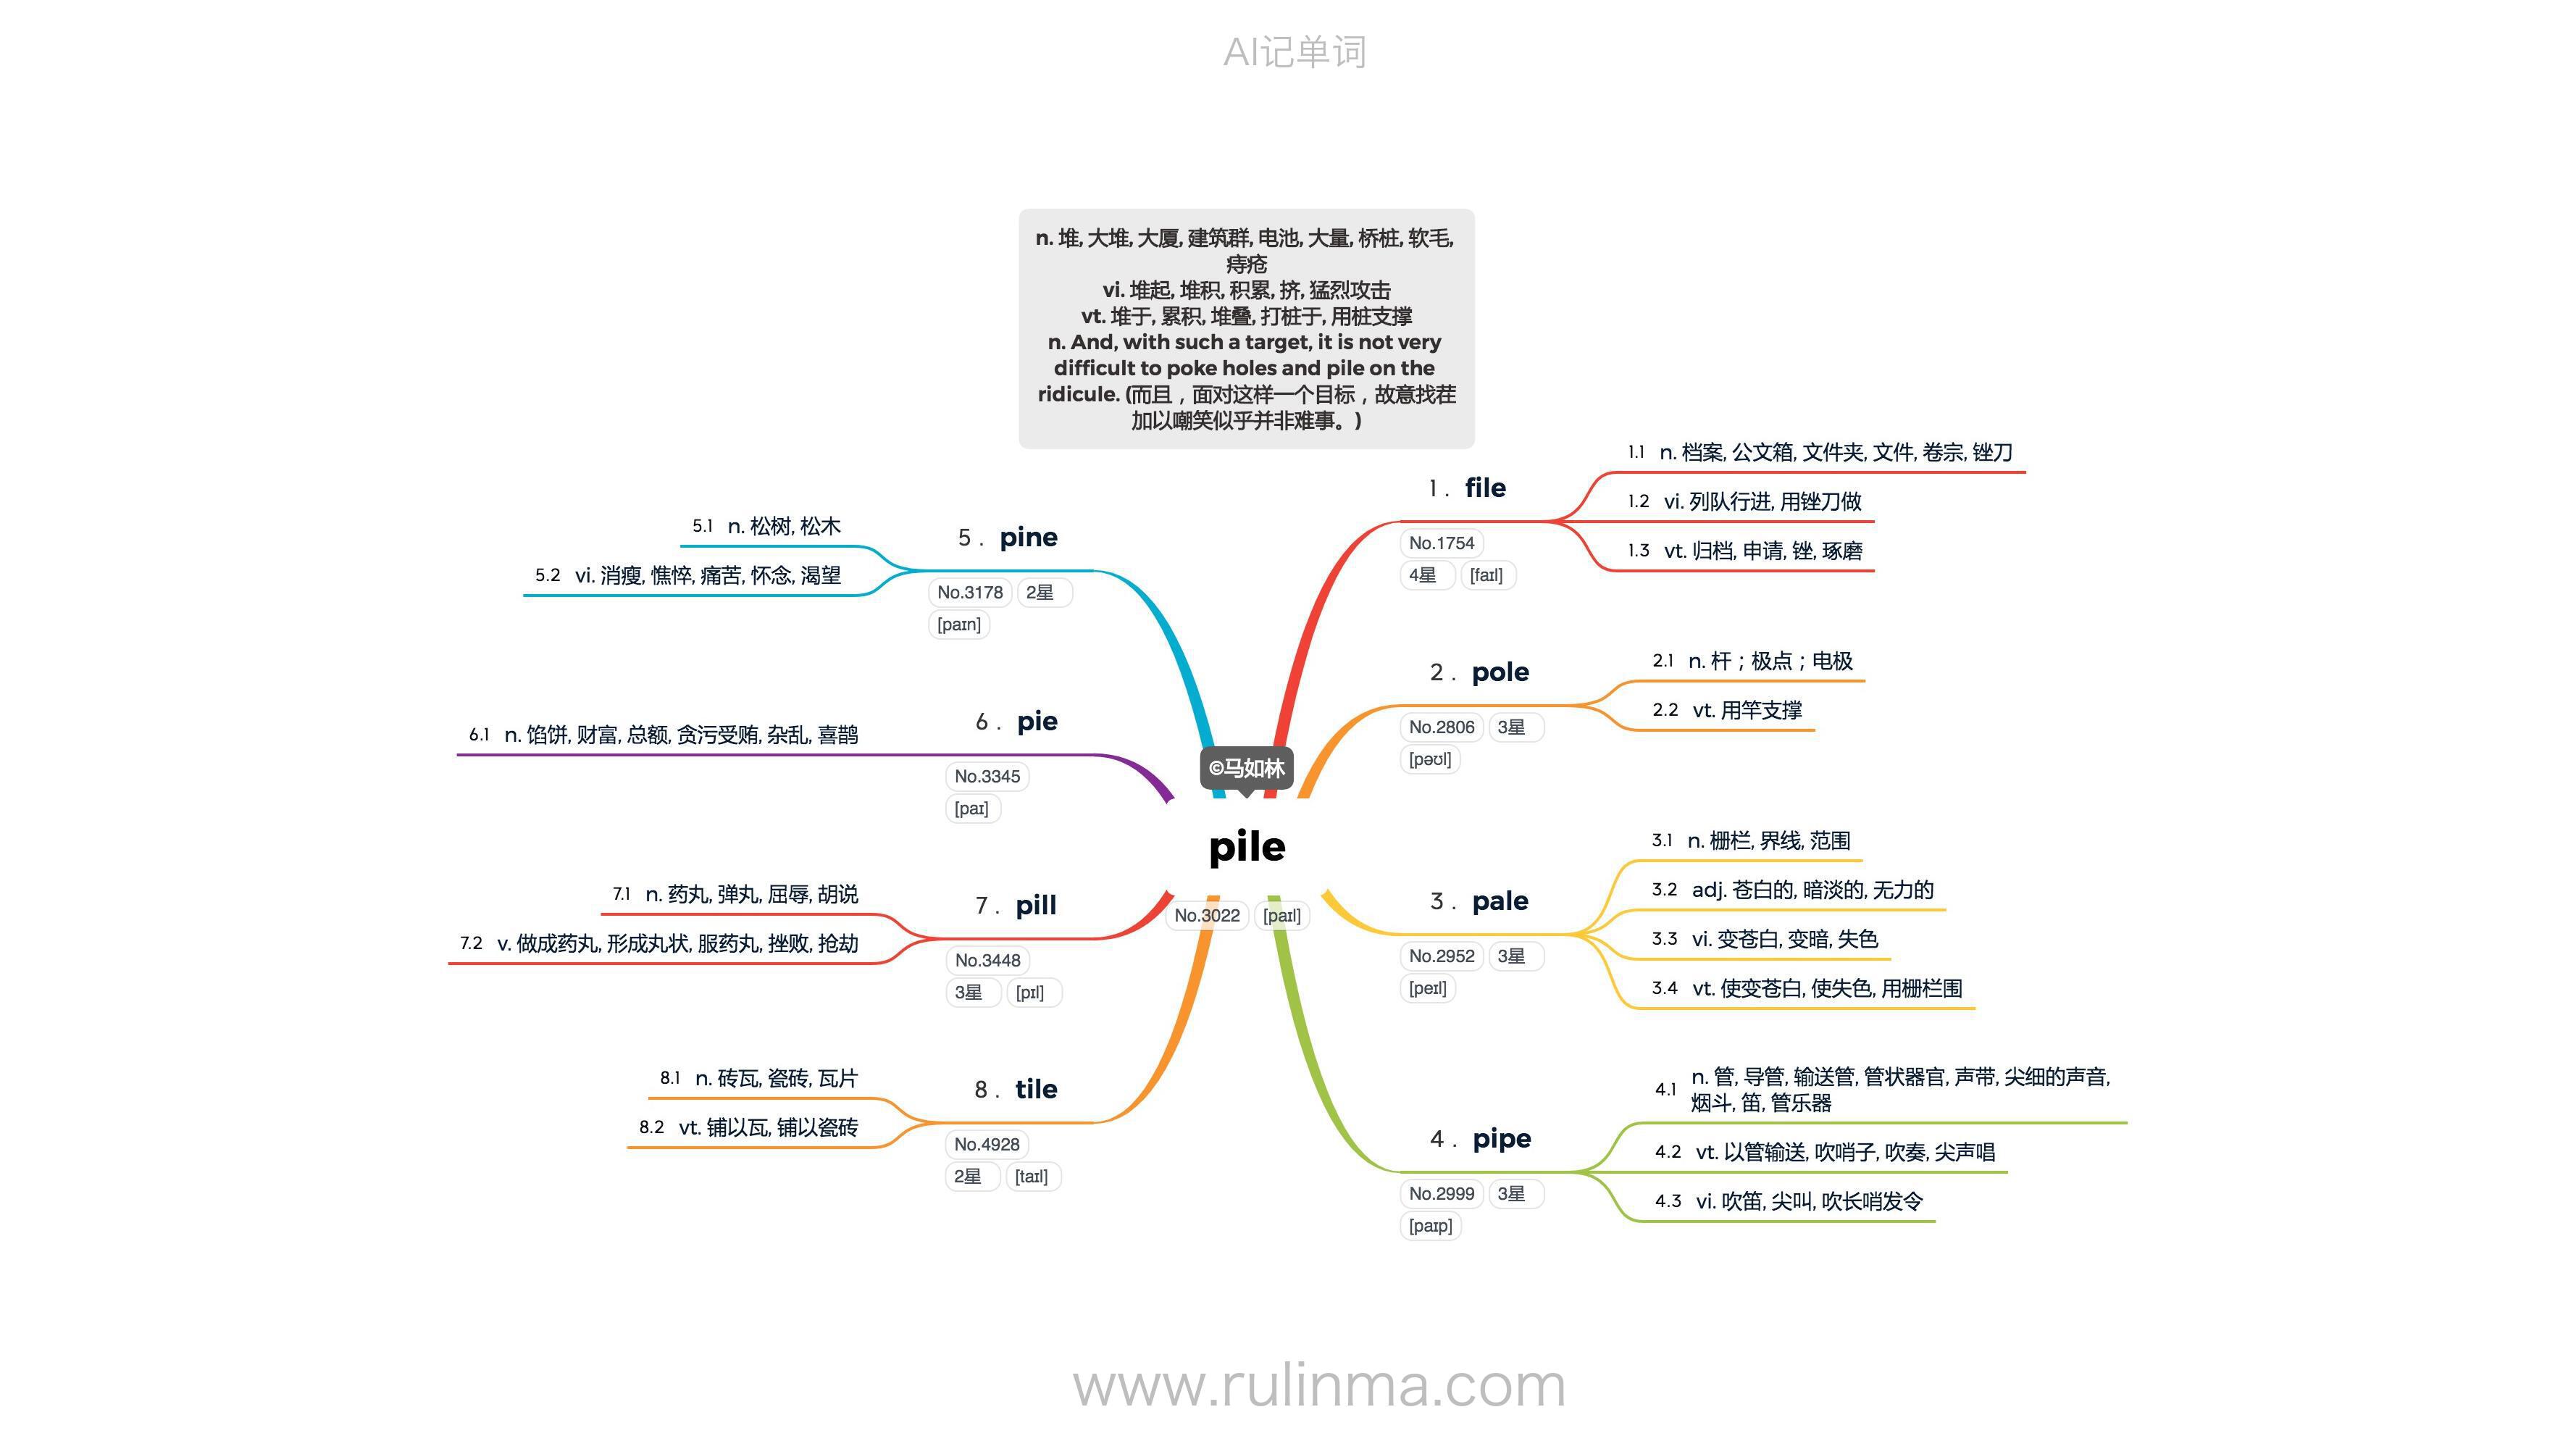 AI记单词
n. 堆, 大堆, 大厦, 建筑群, 电池, 大量, 桥桩, 软毛,
痔疮
vi. 堆起, 堆积, 积累, 挤, 猛烈攻击
vt. 堆于, 累积, 堆叠, 打桩于, 用桩支撑
n. And, with such a target, it is not very
difficult to poke holes and pile on the
ridicule. (而且，面对这样一个目标，故意找茬
加以嘲笑似乎并非难事。)
©马如林
pile
No.3022 [paɪl]
1 . file
No.1754
4星 [faɪl]
1.1 n. 档案, 公文箱, 文件夹, 文件, 卷宗, 锉刀
1.2 vi. 列队行进, 用锉刀做
1.3 vt. 归档, 申请, 锉, 琢磨
2 . pole
No.2806 3星
[pəʊl]
2.1 n. 杆；极点；电极
2.2 vt. 用竿支撑
3 . pale
No.2952 3星
[peɪl]
3.1 n. 栅栏, 界线, 范围
3.2 adj. 苍白的, 暗淡的, 无力的
3.3 vi. 变苍白, 变暗, 失色
3.4 vt. 使变苍白, 使失色, 用栅栏围
4 . pipe
No.2999 3星
[paɪp]
4.1 n. 管, 导管, 输送管, 管状器官, 声带, 尖细的声音,
烟斗, 笛, 管乐器
4.2 vt. 以管输送, 吹哨子, 吹奏, 尖声唱
4.3 vi. 吹笛, 尖叫, 吹长哨发令
5 . pine
No.3178 2星
[paɪn]
5.1 n. 松树, 松木
5.2 vi. 消瘦, 憔悴, 痛苦, 怀念, 渴望
6 . pie
No.3345
[paɪ]
6.1 n. 馅饼, 财富, 总额, 贪污受贿, 杂乱, 喜鹊
7 . pill
No.3448
3星 [pɪl]
7.1 n. 药丸, 弹丸, 屈辱, 胡说
7.2 v. 做成药丸, 形成丸状, 服药丸, 挫败, 抢劫
8 . tile
No.4928
2星 [taɪl]
8.1 n. 砖瓦, 瓷砖, 瓦片
8.2 vt. 铺以瓦, 铺以瓷砖
www.rulinma.com